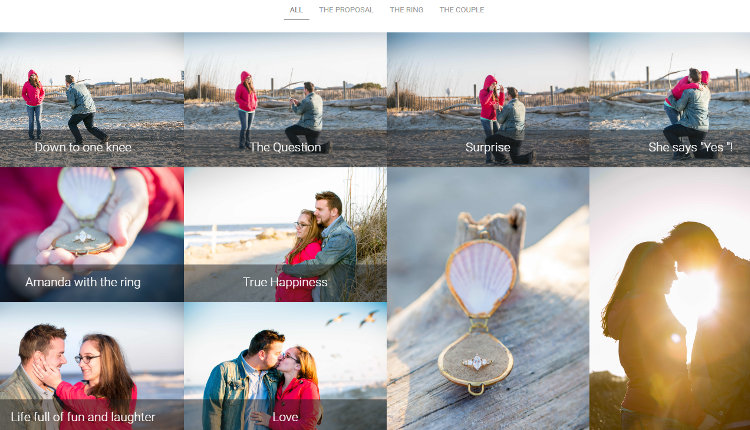 ALL THE PROPOSAL THE RING THE COUPLE
Down to one knee
The Question
Surprise
She says "Yes "!
Amanda with the ring
True Happiness
Life full of fun and laughter
Love